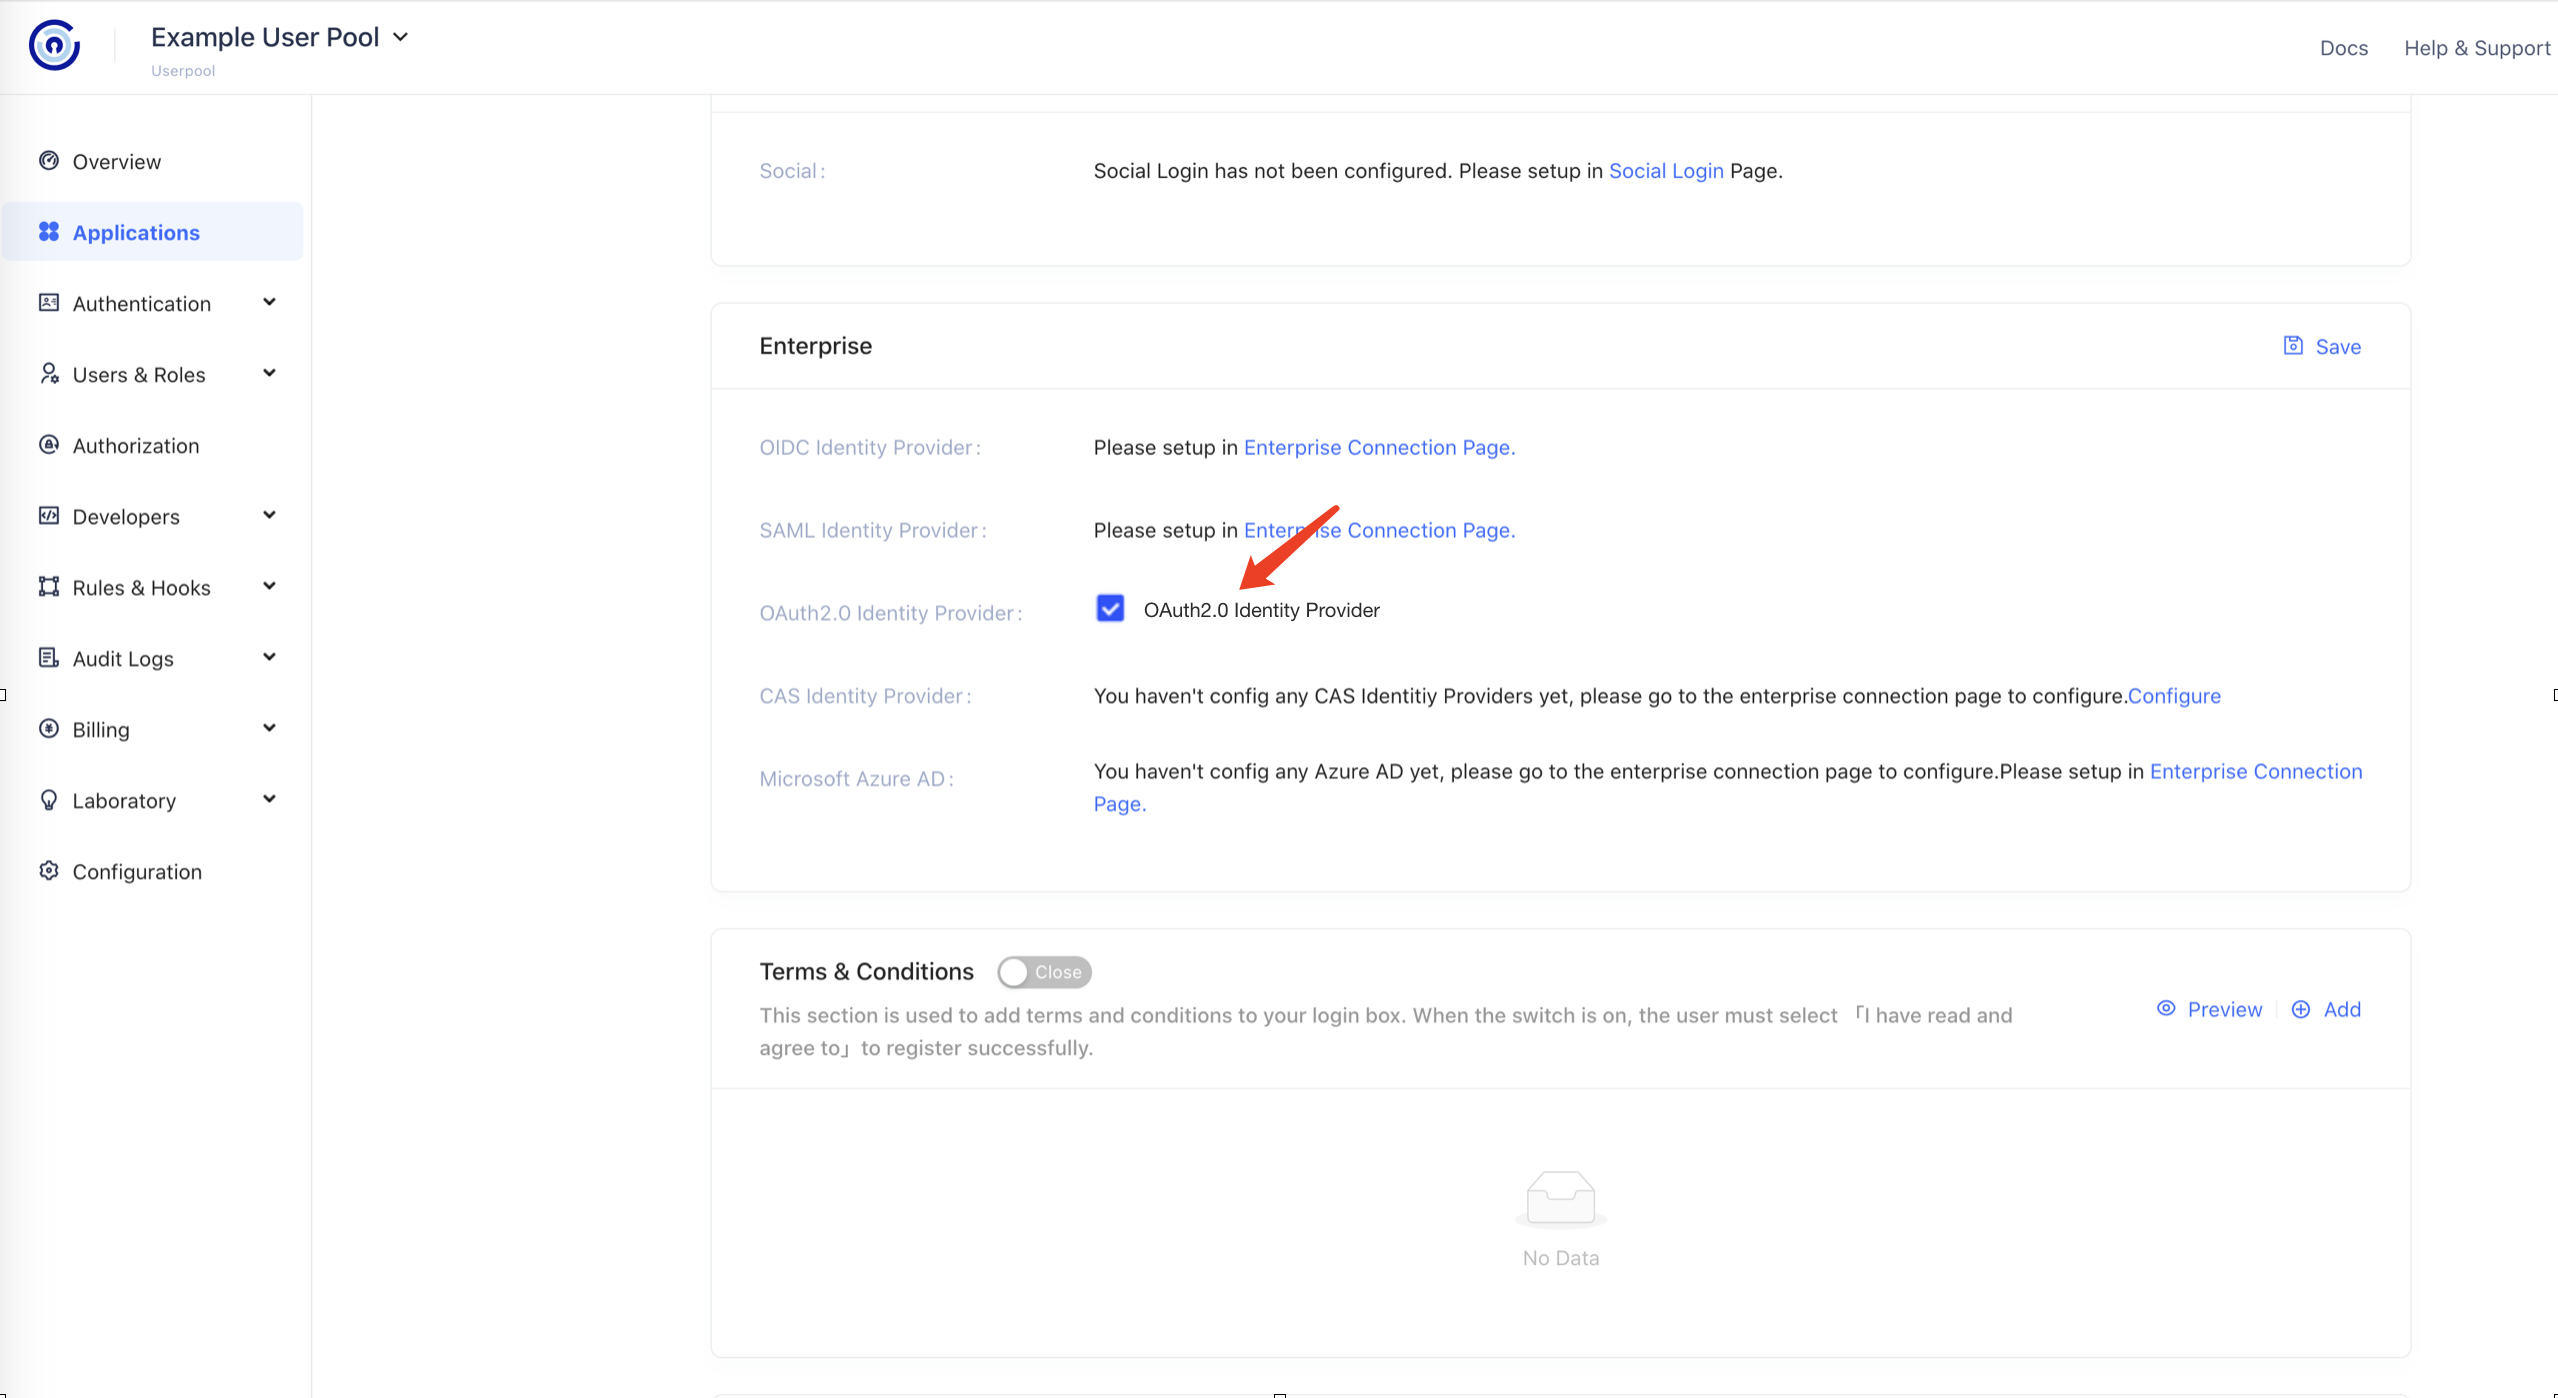 Example User Pool
Userpool
Docs
Help & Support
Overview
Applications
Authentication
Users & Roles
Authorization
Developers
Rules & Hooks
Audit Logs
Billing
Laboratory
Configuration
Social :
Social Login has not been configured. Please setup in Social Login Page.
Enterprise
Save
OIDC Identity Provider :
Please setup in Enterprise Connection Page.
SAML Identity Provider :
Please setup in Enterprise Connection Page.
OAuth2.0 Identity Provider :
OAuth2.0 Identity Provider
CAS Identity Provider :
You haven't config any CAS Identitiy Providers yet, please go to the enterprise connection page to configure.Configure
Microsoft Azure AD :
You haven't config any Azure AD yet, please go to the enterprise connection page to configure.Please setup in Enterprise Connection
Page.
Terms & Conditions
Close
This section is used to add terms and conditions to your login box. When the switch is on, the user must select 「I have read and
agree to」 to register successfully.
Preview
Add
No Data